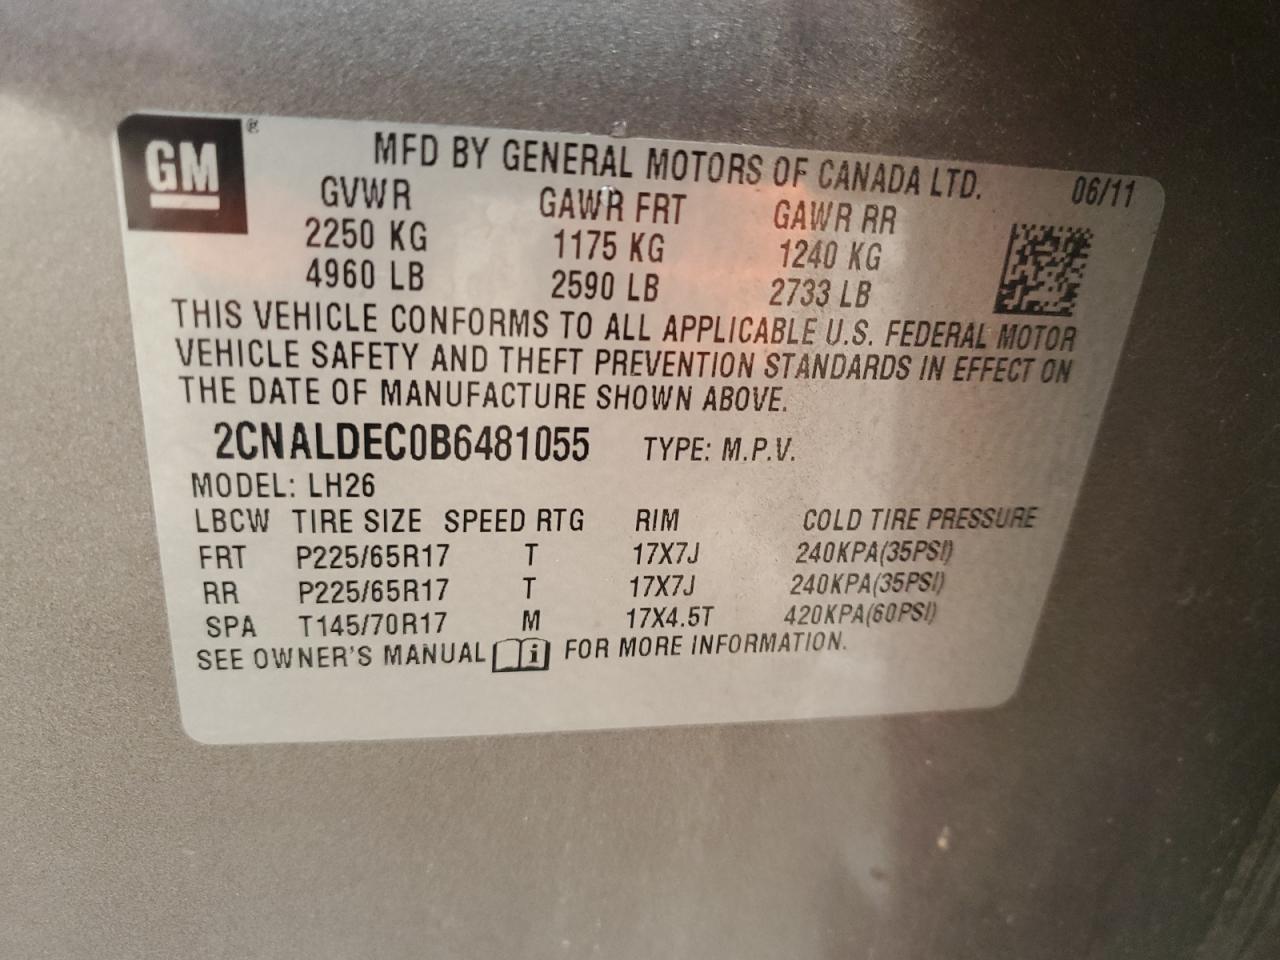 GM® MFD BY GENERAL MOTORS OF CANADA LTD. 06/11
GVWR GAWR FRT GAWR RR
2250 KG 1175 KG 1240 KG
4960 LB 2590 LB 2733 LB
THIS VEHICLE CONFORMS TO ALL APPLICABLE U.S. FEDERAL MOTOR
VEHICLE SAFETY AND THEFT PREVENTION STANDARDS IN EFFECT ON
THE DATE OF MANUFACTURE SHOWN ABOVE.
2CNALDEC0B6481055 TYPE: M.P.V.
MODEL: LH26
LBCW TIRE SIZE SPEED RTG RIM COLD TIRE PRESSURE
FRT P225/65R17 T 17X7J 240KPA(35PSI)
RR P225/65R17 T 17X7J 240KPA(35PSI)
SPA T145/70R17 M 17X4.5T 420KPA(60PSI)
SEE OWNER'S MANUAL i FOR MORE INFORMATION.